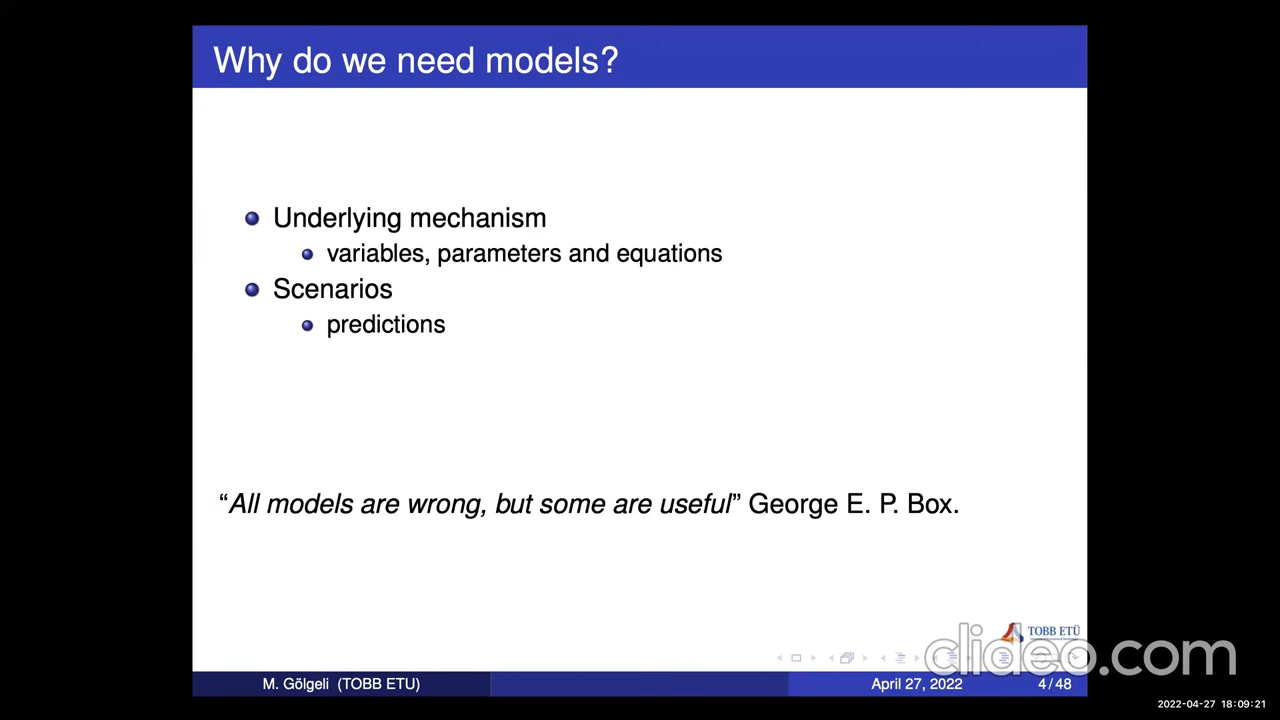 Why do we need models?
Underlying mechanism
variables, parameters and equations
Scenarios
predictions
“All models are wrong, but some are useful” George E. P. Box.
TOBB ETÜ
clideo.com
M. Gölgeli (TOBB ETU)
April 27, 2022
4/48
2022-04-27 18:09:21